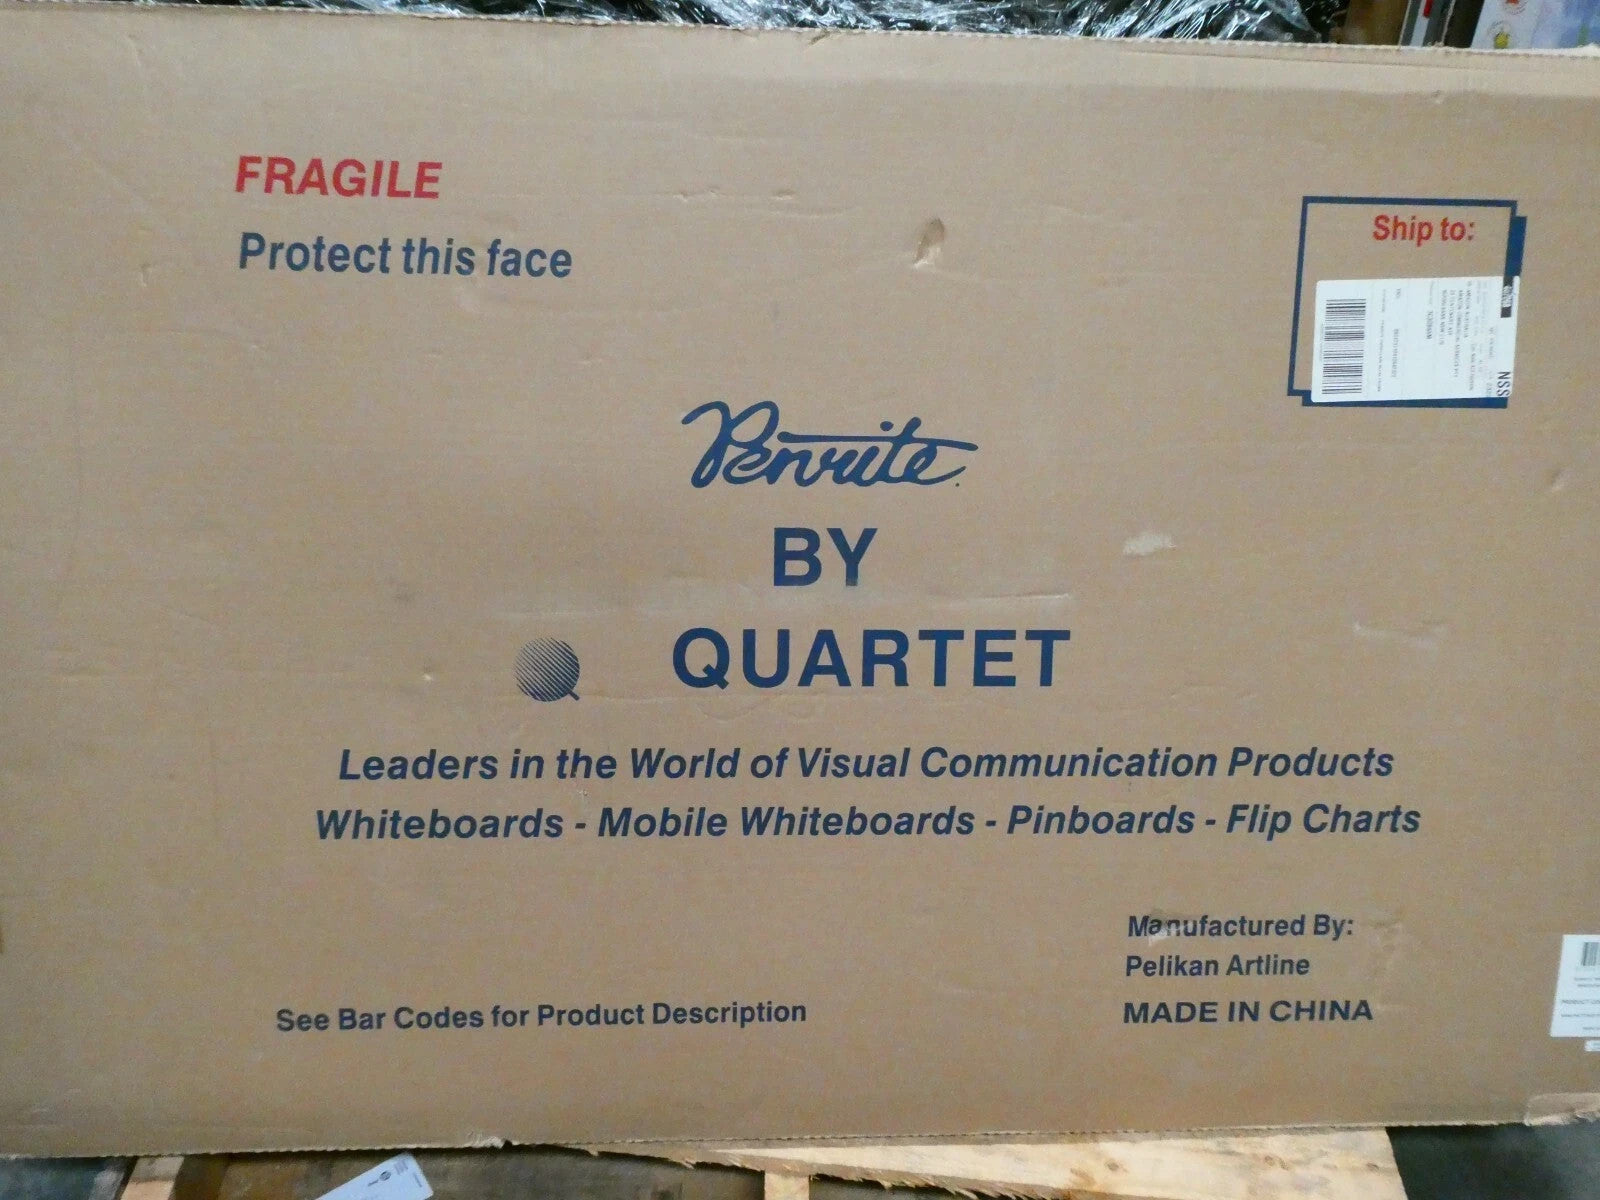 FRAGILE
Protect this face
Ship to:
NSS
Penrite.
BY
QUARTET
Leaders in the World of Visual Communication Products
Whiteboards - Mobile Whiteboards - Pinboards - Flip Charts
Manufactured By:
Pelikan Artline
MADE IN CHINA
See Bar Codes for Product Description